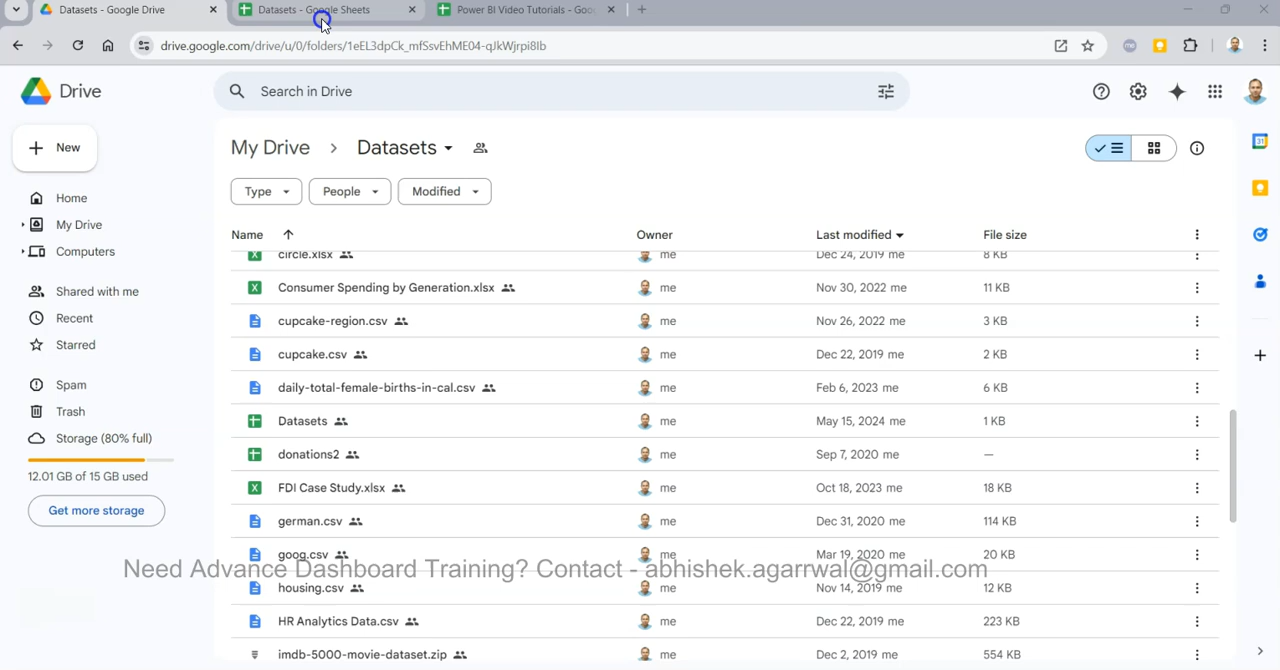 Datasets - Google Drive
Datasets - Google Sheets
Power BI Video Tutorials - Goo
drive.google.com/drive/u/0/folders/1eEL3dpCk_mfSsvEhME04-qJkWjrpi8Ib
Drive
Search in Drive
New
My Drive > Datasets
Type
People
Modified
Home
My Drive
Computers
Shared with me
Recent
Starred
Spam
Trash
Storage (80% full)
12.01 GB of 15 GB used
Get more storage
Name Owner Last modified File size
circle.xlsx me Dec 24, 2019 me 8 KB
Consumer Spending by Generation.xlsx me Nov 30, 2022 me 11 KB
cupcake-region.csv me Nov 26, 2022 me 3 KB
cupcake.csv me Dec 22, 2019 me 2 KB
daily-total-female-births-in-cal.csv me Feb 6, 2023 me 6 KB
Datasets me May 15, 2024 me 1 KB
donations2 me Sep 7, 2020 me —
FDI Case Study.xlsx me Oct 18, 2023 me 18 KB
german.csv me Dec 31, 2020 me 114 KB
goog.csv me Mar 19, 2020 me 20 KB
Need Advance Dashboard Training? Contact - abhishek.agarrwal@gmail.com
housing.csv me Nov 14, 2019 me 12 KB
HR Analytics Data.csv me Dec 22, 2019 me 223 KB
imdb-5000-movie-dataset.zip me Dec 2, 2019 me 554 KB